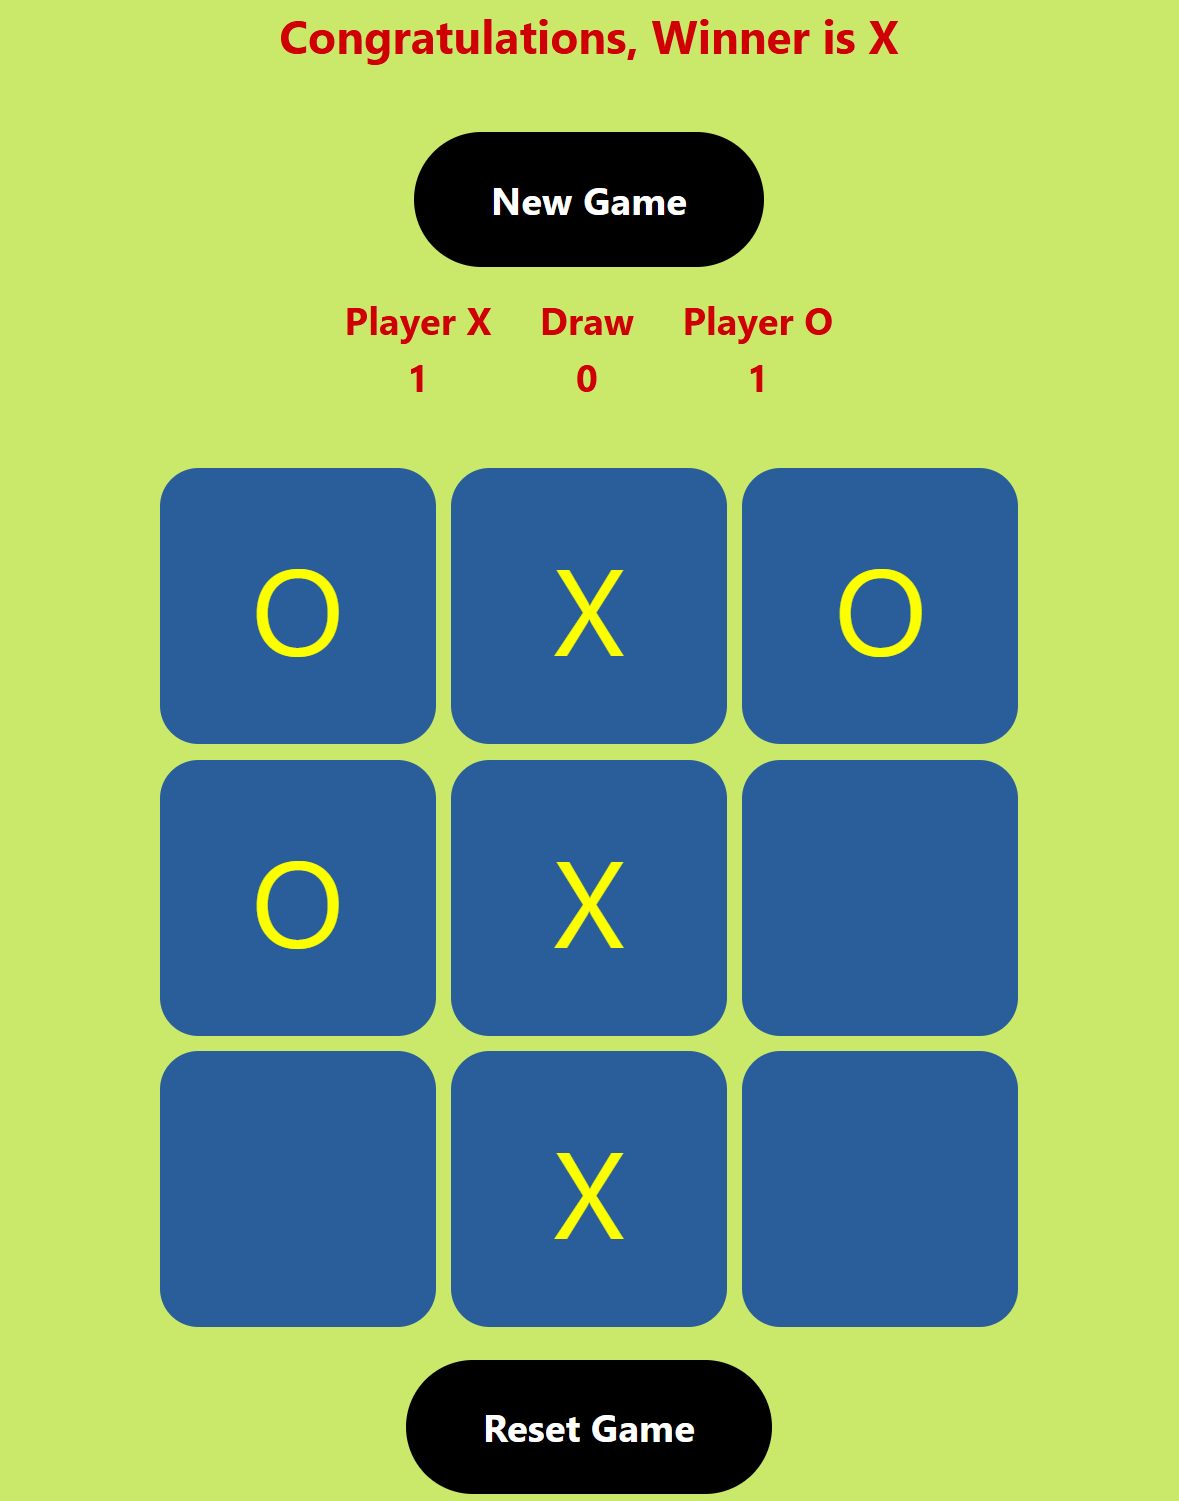 Congratulations, Winner is X
New Game
Player X Draw Player O
1 0 1
O X O
O X
X
Reset Game